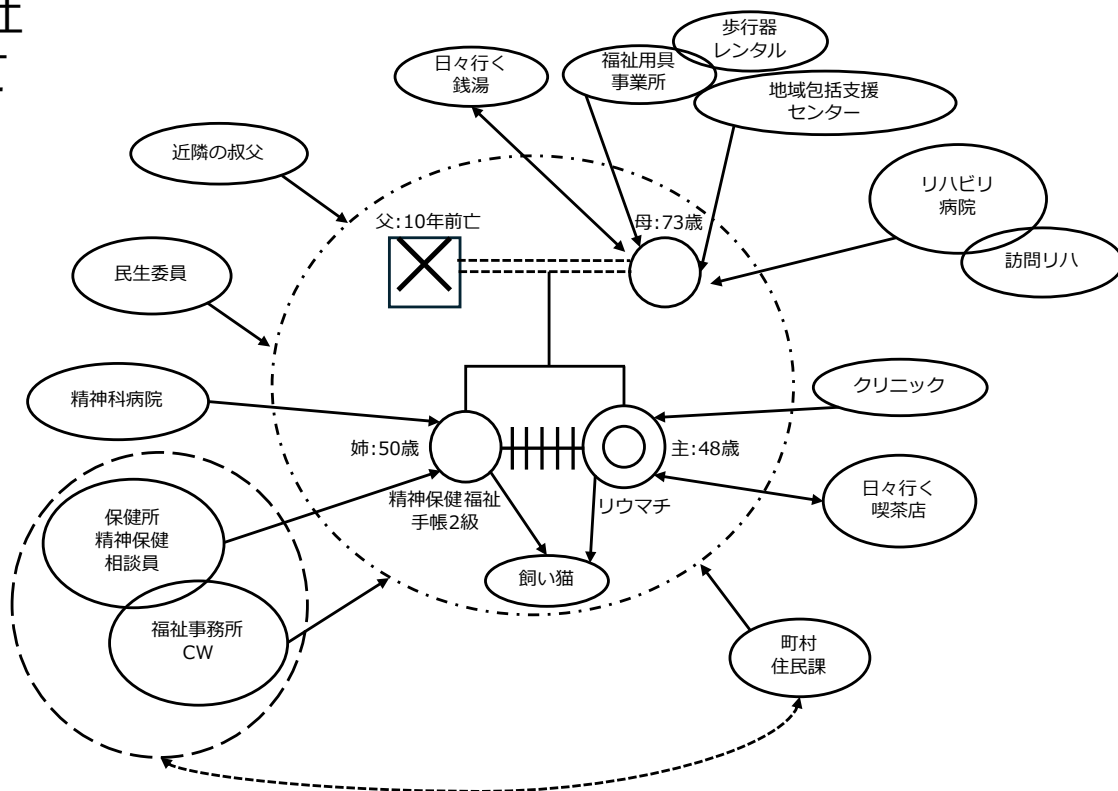 歩行器
レンタル
日々行く
銭湯
福祉用具
事業所
地域包括支援
センター
近隣の叔父
リハビリ
病院
訪問リハ
父:10年前亡
母:73歳
民生委員
精神科病院
クリニック
姉:50歳
主:48歳
精神保健福祉
手帳2級
リウマチ
日々行く
喫茶店
保健所
精神保健
相談員
飼い猫
福祉事務所
CW
町村
住民課